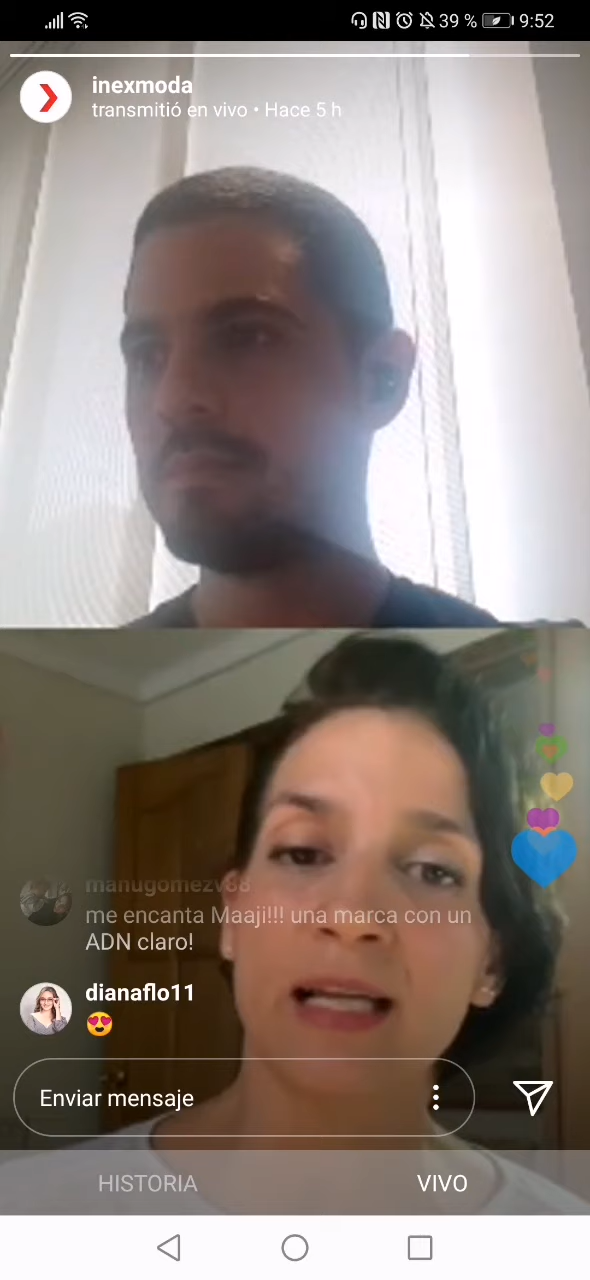 39 % 9:52
inexmoda
transmitió en vivo • Hace 5 h
manugomezv88
me encanta Maaji!!! una marca con un
ADN claro!
dianaflo11
😍
Enviar mensaje
HISTORIA VIVO